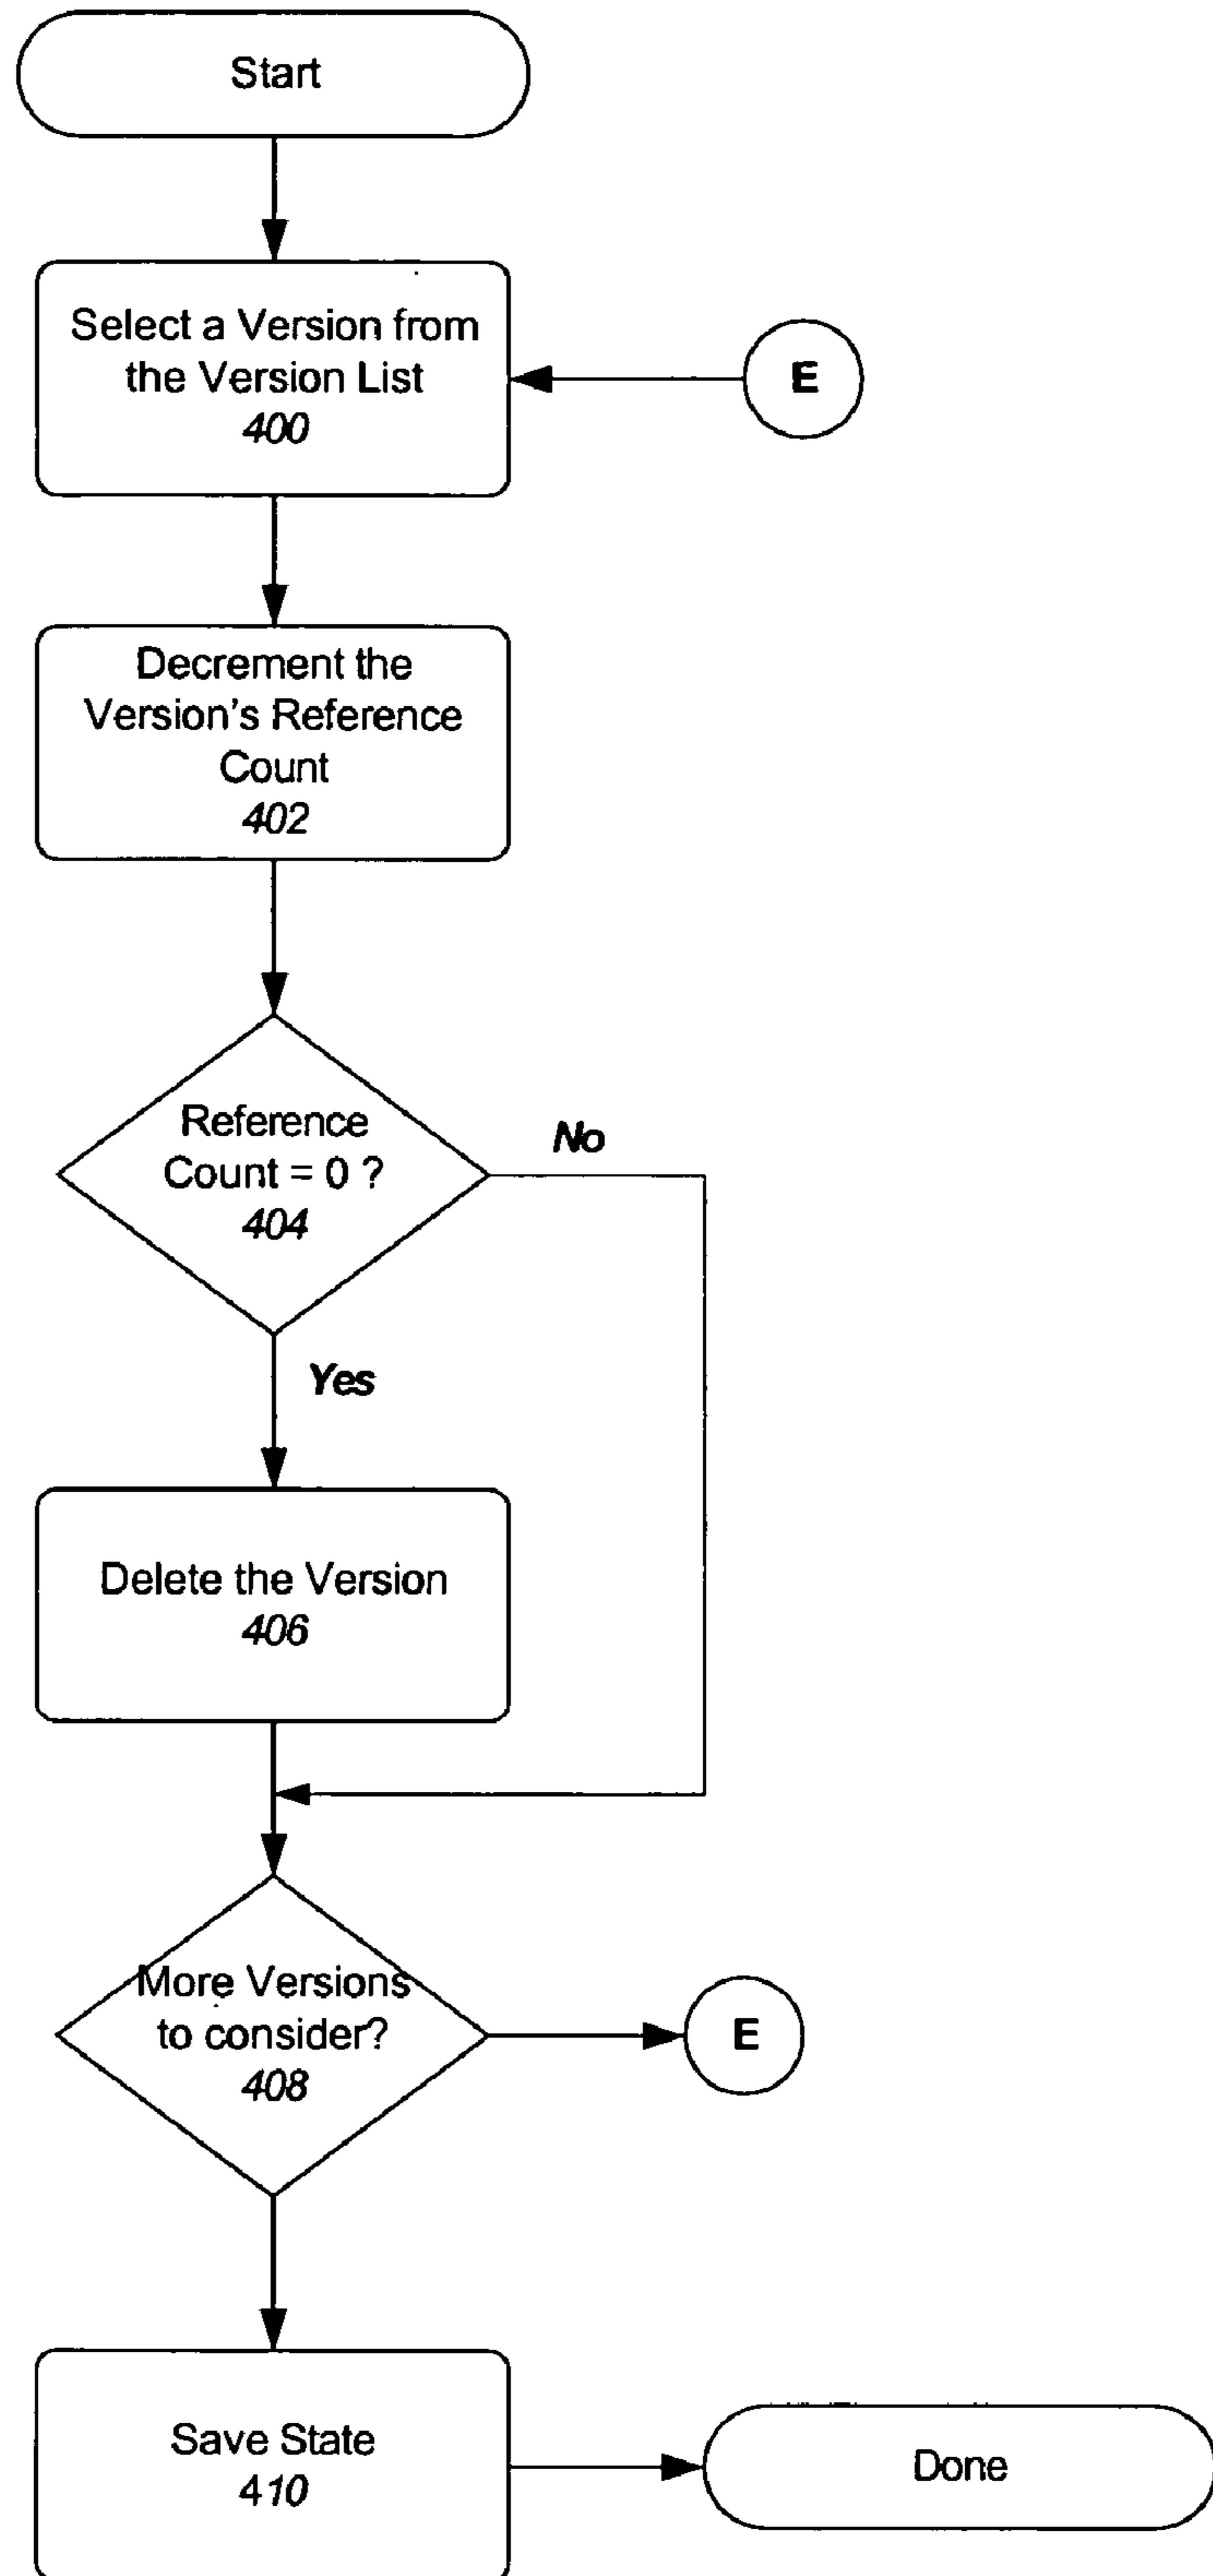 Start
Select a Version from
the Version List
400
E
Decrement the
Version's Reference
Count
402
Reference
Count = 0 ?
404
No
Yes
Delete the Version
406
More Versions
to consider?
408
E
Save State
410
Done